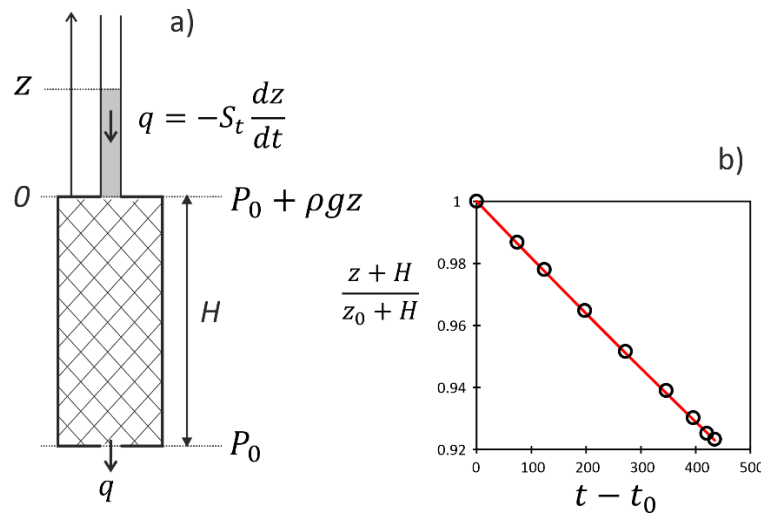 a)
z
q = −S_t dz/dt
0
P_0 + ρgz
H
P_0
q
b)
(z + H)/(z_0 + H)
1
0.98
0.96
0.94
0.92
0 100 200 300 400 500
t − t_0